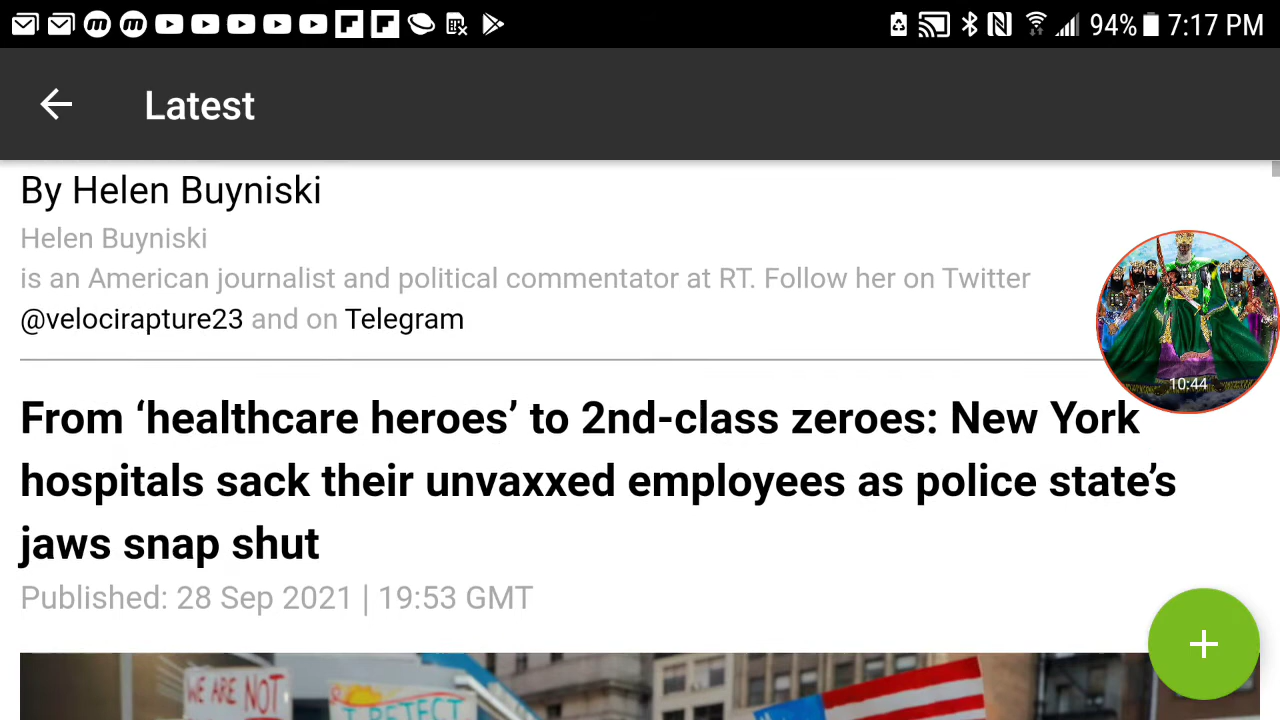 94% 7:17 PM
Latest
By Helen Buyniski
Helen Buyniski
is an American journalist and political commentator at RT. Follow her on Twitter
@velocirapture23 and on Telegram
10:44
From ‘healthcare heroes’ to 2nd-class zeroes: New York
hospitals sack their unvaxxed employees as police state’s
jaws snap shut
Published: 28 Sep 2021 | 19:53 GMT
WE ARE NOT
I REJECT